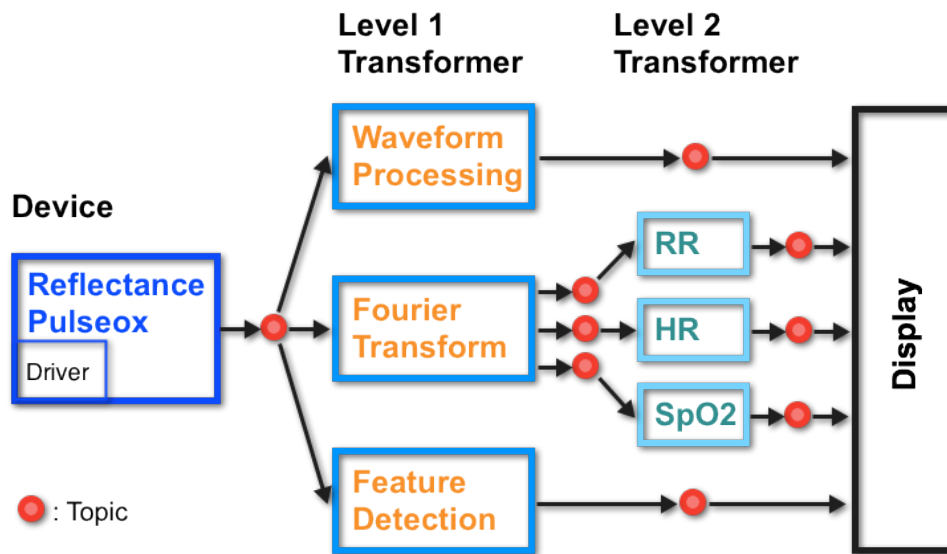 Level 1
Transformer
Level 2
Transformer
Device
Waveform
Processing
Reflectance
Pulseox
Driver
Fourier
Transform
RR
HR
SpO2
Feature
Detection
Display
: Topic